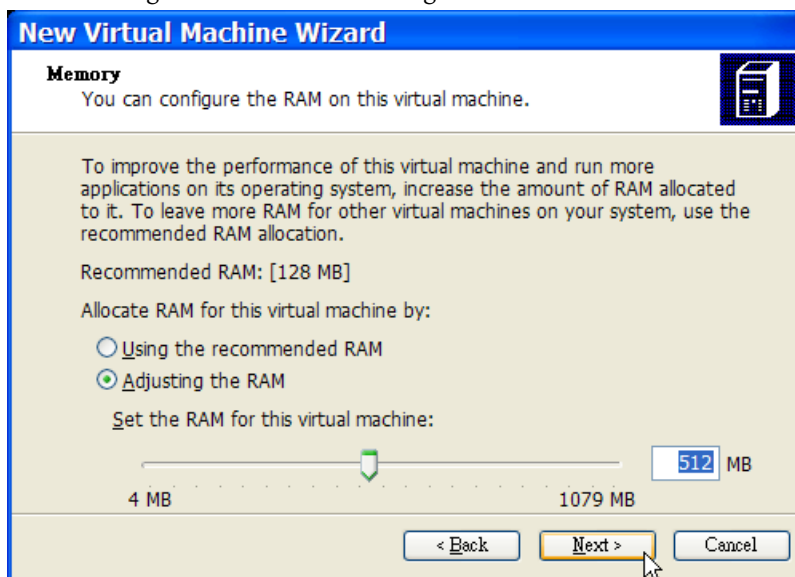 New Virtual Machine Wizard
Memory
You can configure the RAM on this virtual machine.
To improve the performance of this virtual machine and run more
applications on its operating system, increase the amount of RAM allocated
to it. To leave more RAM for other virtual machines on your system, use the
recommended RAM allocation.
Recommended RAM: [128 MB]
Allocate RAM for this virtual machine by:
Using the recommended RAM
Adjusting the RAM
Set the RAM for this virtual machine:
512 MB
4 MB 1079 MB
< Back Next > Cancel